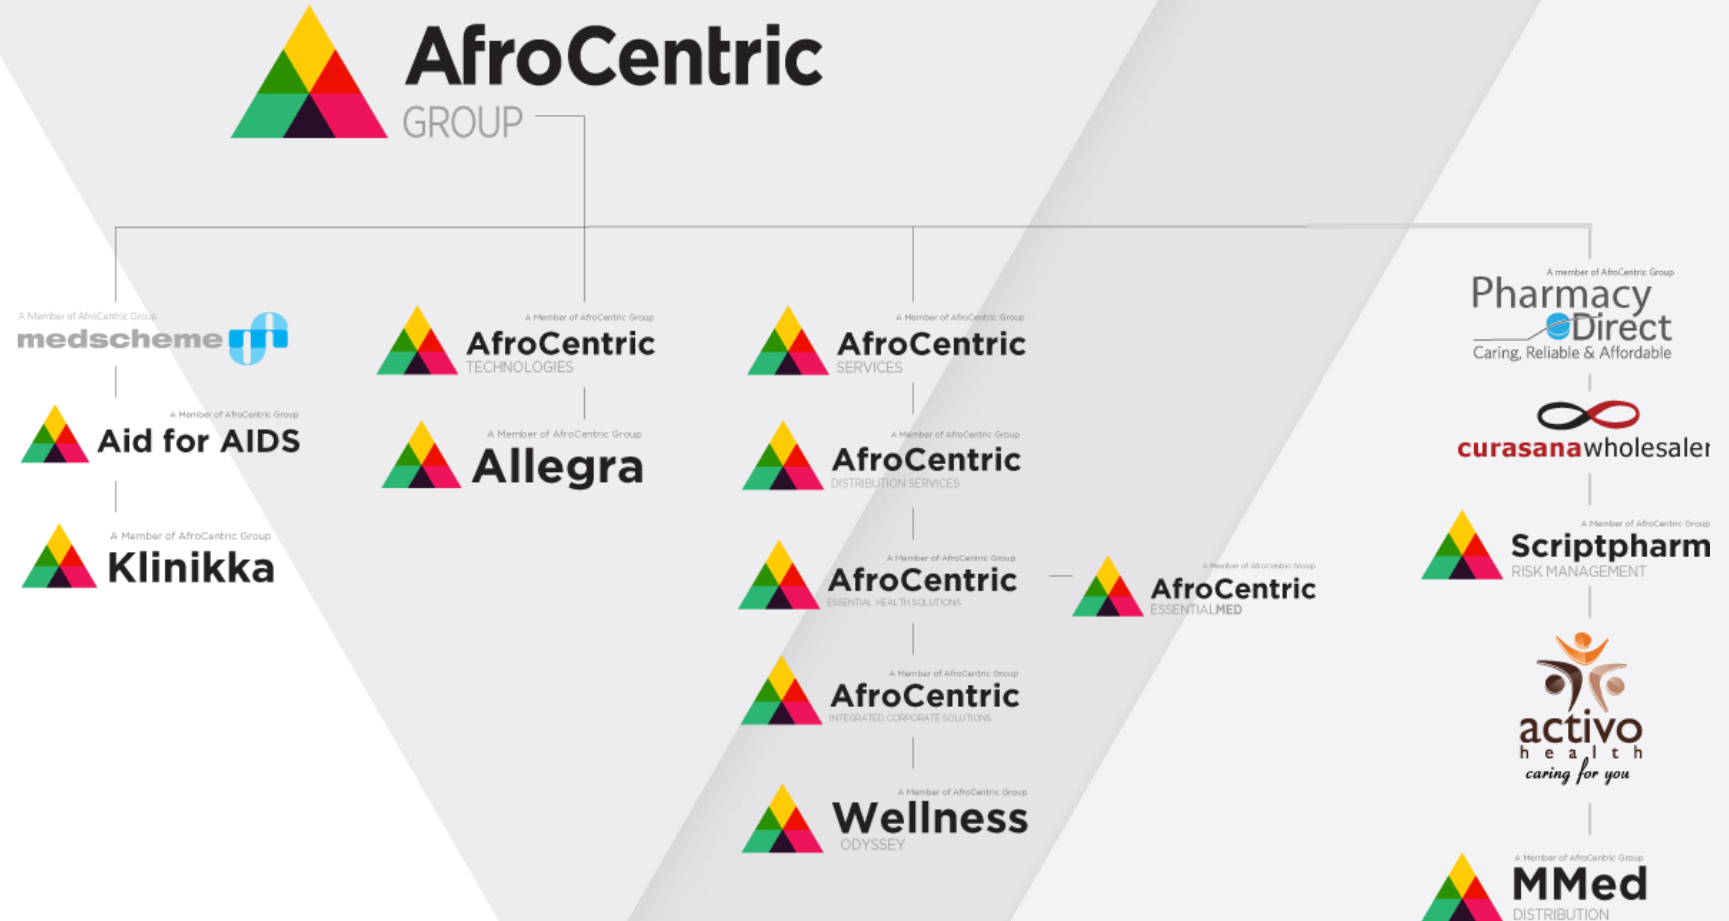 AfroCentric
GROUP
A Member of AfroCentric Group
medscheme
A Member of AfroCentric Group
Aid for AIDS
A Member of AfroCentric Group
Klinikka
A Member of AfroCentric Group
AfroCentric
TECHNOLOGIES
A Member of AfroCentric Group
Allegra
A Member of AfroCentric Group
AfroCentric
SERVICES
A Member of AfroCentric Group
AfroCentric
DISTRIBUTION SERVICES
A Member of AfroCentric Group
AfroCentric
ESSENTIAL HEALTH SOLUTIONS
A Member of AfroCentric Group
AfroCentric
ESSENTIALMED
A Member of AfroCentric Group
AfroCentric
INTEGRATED CORPORATE SOLUTIONS
A Member of AfroCentric Group
Wellness
ODYSSEY
A member of AfroCentric Group
Pharmacy
Direct
Caring, Reliable & Affordable
curasanawholesaler
A Member of AfroCentric Group
Scriptpharm
RISK MANAGEMENT
activo
health
caring for you
A Member of AfroCentric Group
MMed
DISTRIBUTION